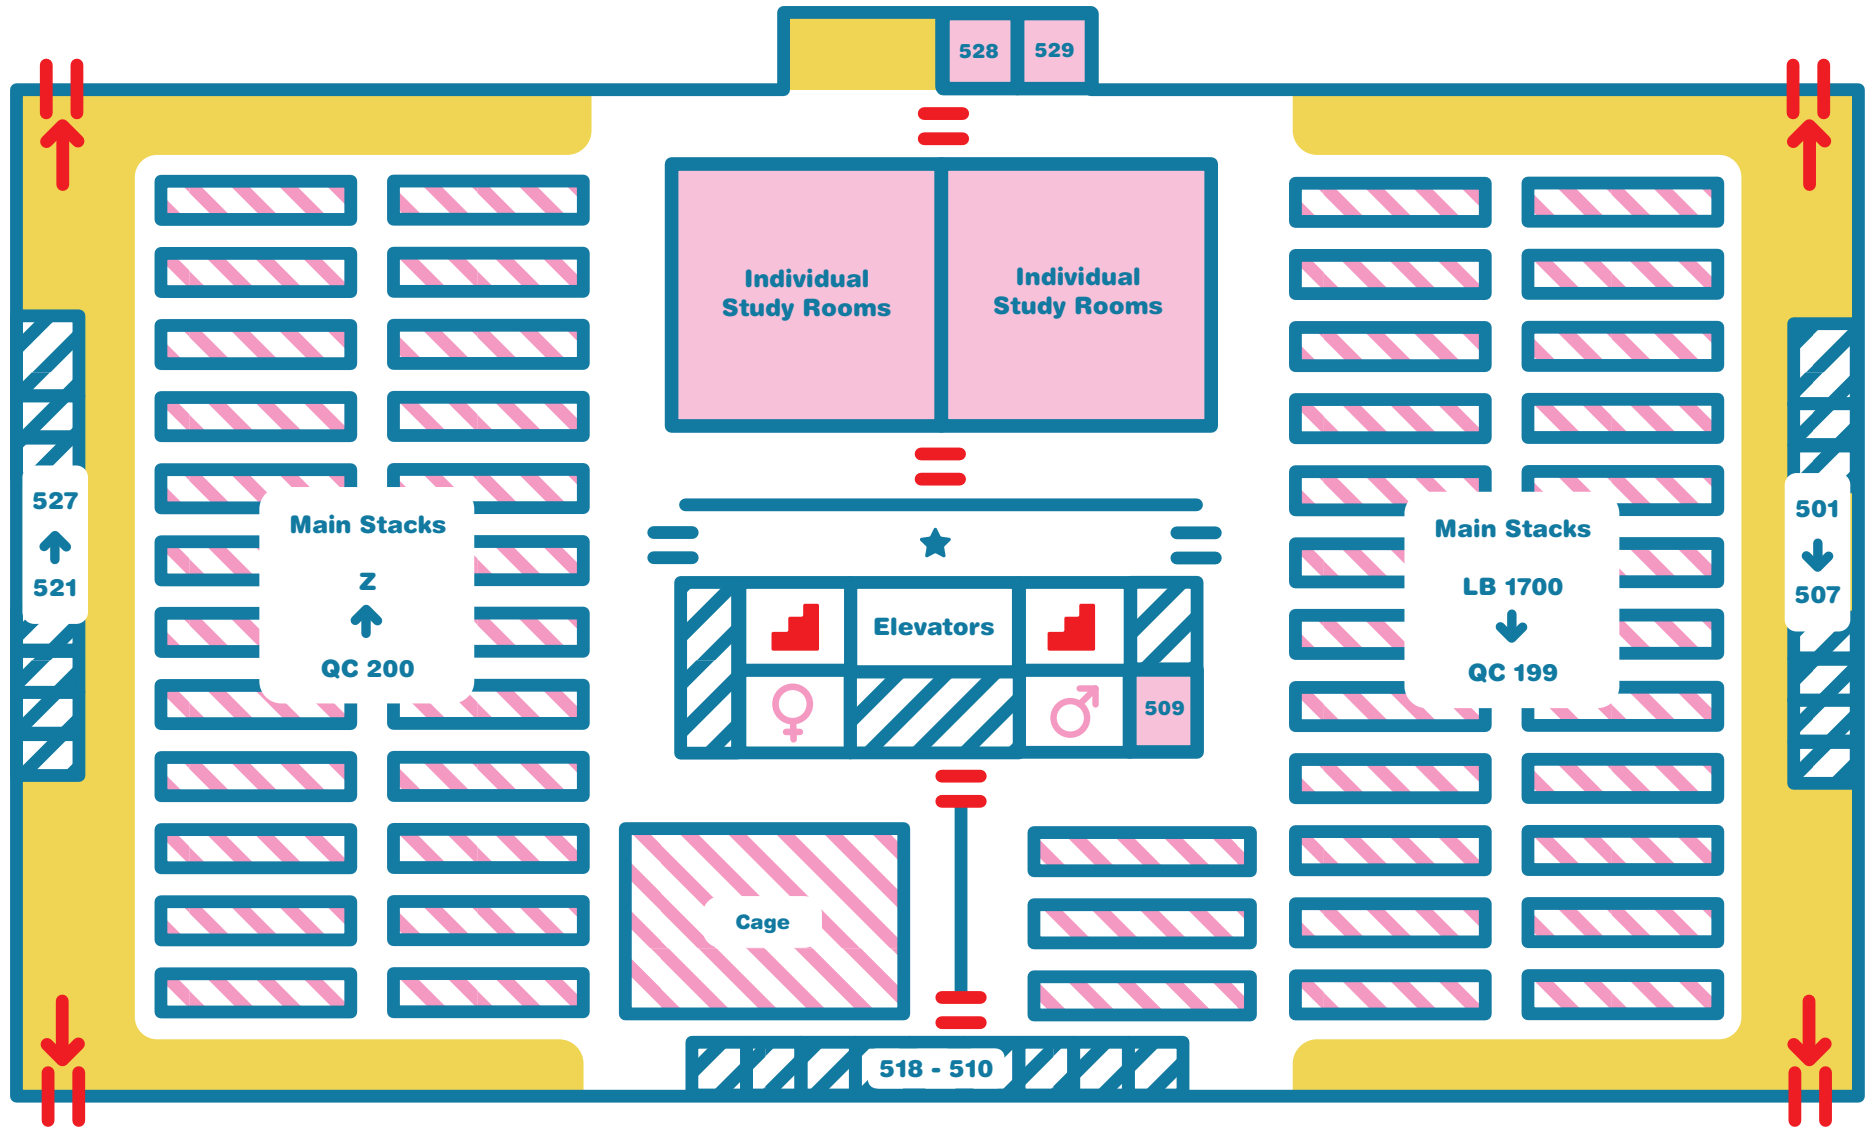 528
529
Individual
Study Rooms
Individual
Study Rooms
527
521
Main Stacks
Z
QC 200
Main Stacks
LB 1700
QC 199
501
507
Elevators
509
Cage
518 - 510